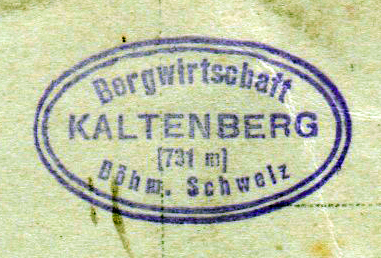 Bergwirtschaft
KALTENBERG
(731 m)
Böhm. Schweiz